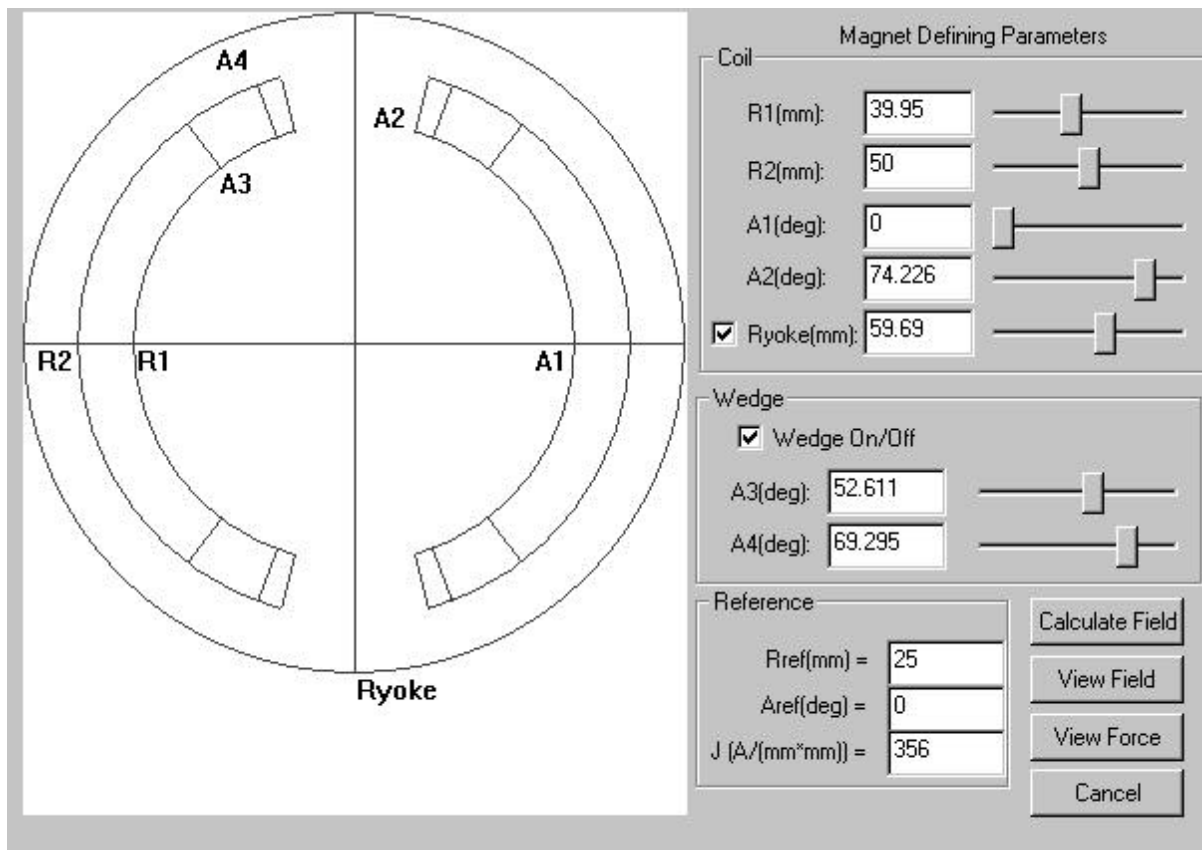 A4
A2
A3
R2
R1
A1
Ryoke
Magnet Defining Parameters
Coil
R1(mm): 39.95
R2(mm): 50
A1(deg): 0
A2(deg): 74.226
Ryoke(mm): 59.69
Wedge
Wedge On/Off
A3(deg): 52.611
A4(deg): 69.295
Reference
Rref(mm) = 25
Aref(deg) = 0
J (A/(mm*mm)) = 356
Calculate Field
View Field
View Force
Cancel